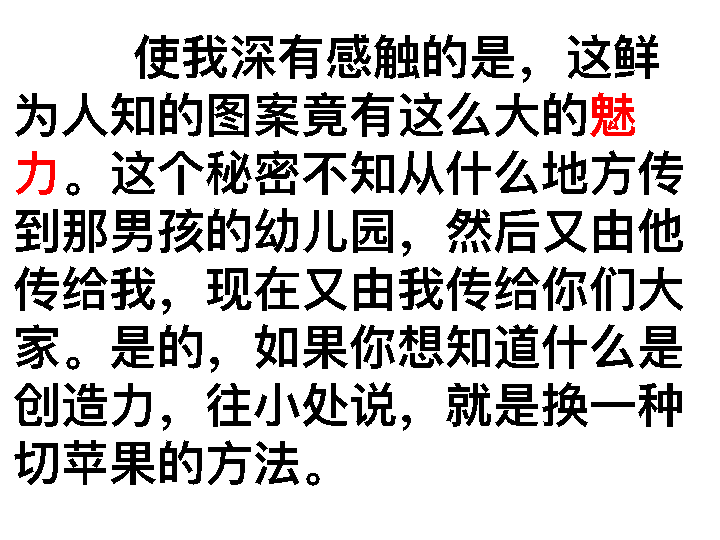 使我深有感触的是，这鲜
为人知的图案竟有这么大的魅
力。这个秘密不知从什么地方传
到那男孩的幼儿园，然后又由他
传给我，现在又由我传给你们大
家。是的，如果你想知道什么是
创造力，往小处说，就是换一种
切苹果的方法。